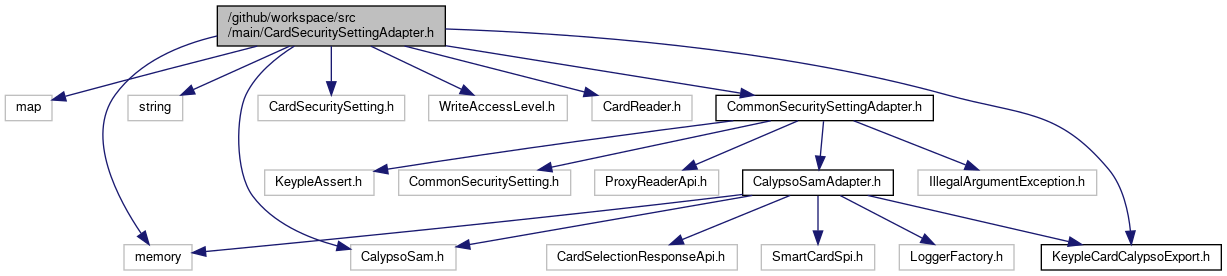 /github/workspace/src
/main/CardSecuritySettingAdapter.h
map
string
CardSecuritySetting.h
WriteAccessLevel.h
CardReader.h
CommonSecuritySettingAdapter.h
KeypleAssert.h
CommonSecuritySetting.h
ProxyReaderApi.h
CalypsoSamAdapter.h
IllegalArgumentException.h
memory
CalypsoSam.h
CardSelectionResponseApi.h
SmartCardSpi.h
LoggerFactory.h
KeypleCardCalypsoExport.h